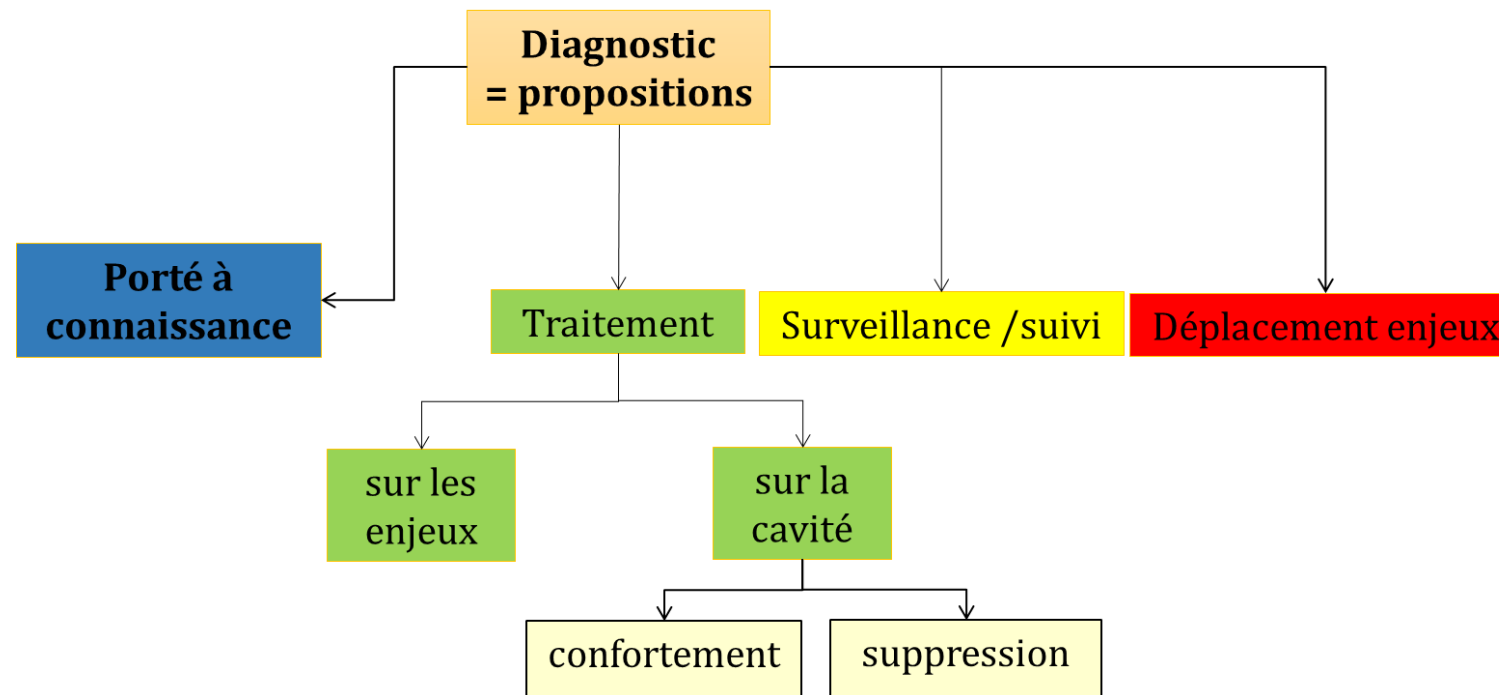 Diagnostic
= propositions
Porté à
connaissance
Traitement
Surveillance /suivi
Déplacement enjeux
sur les
enjeux
sur la
cavité
confortement
suppression